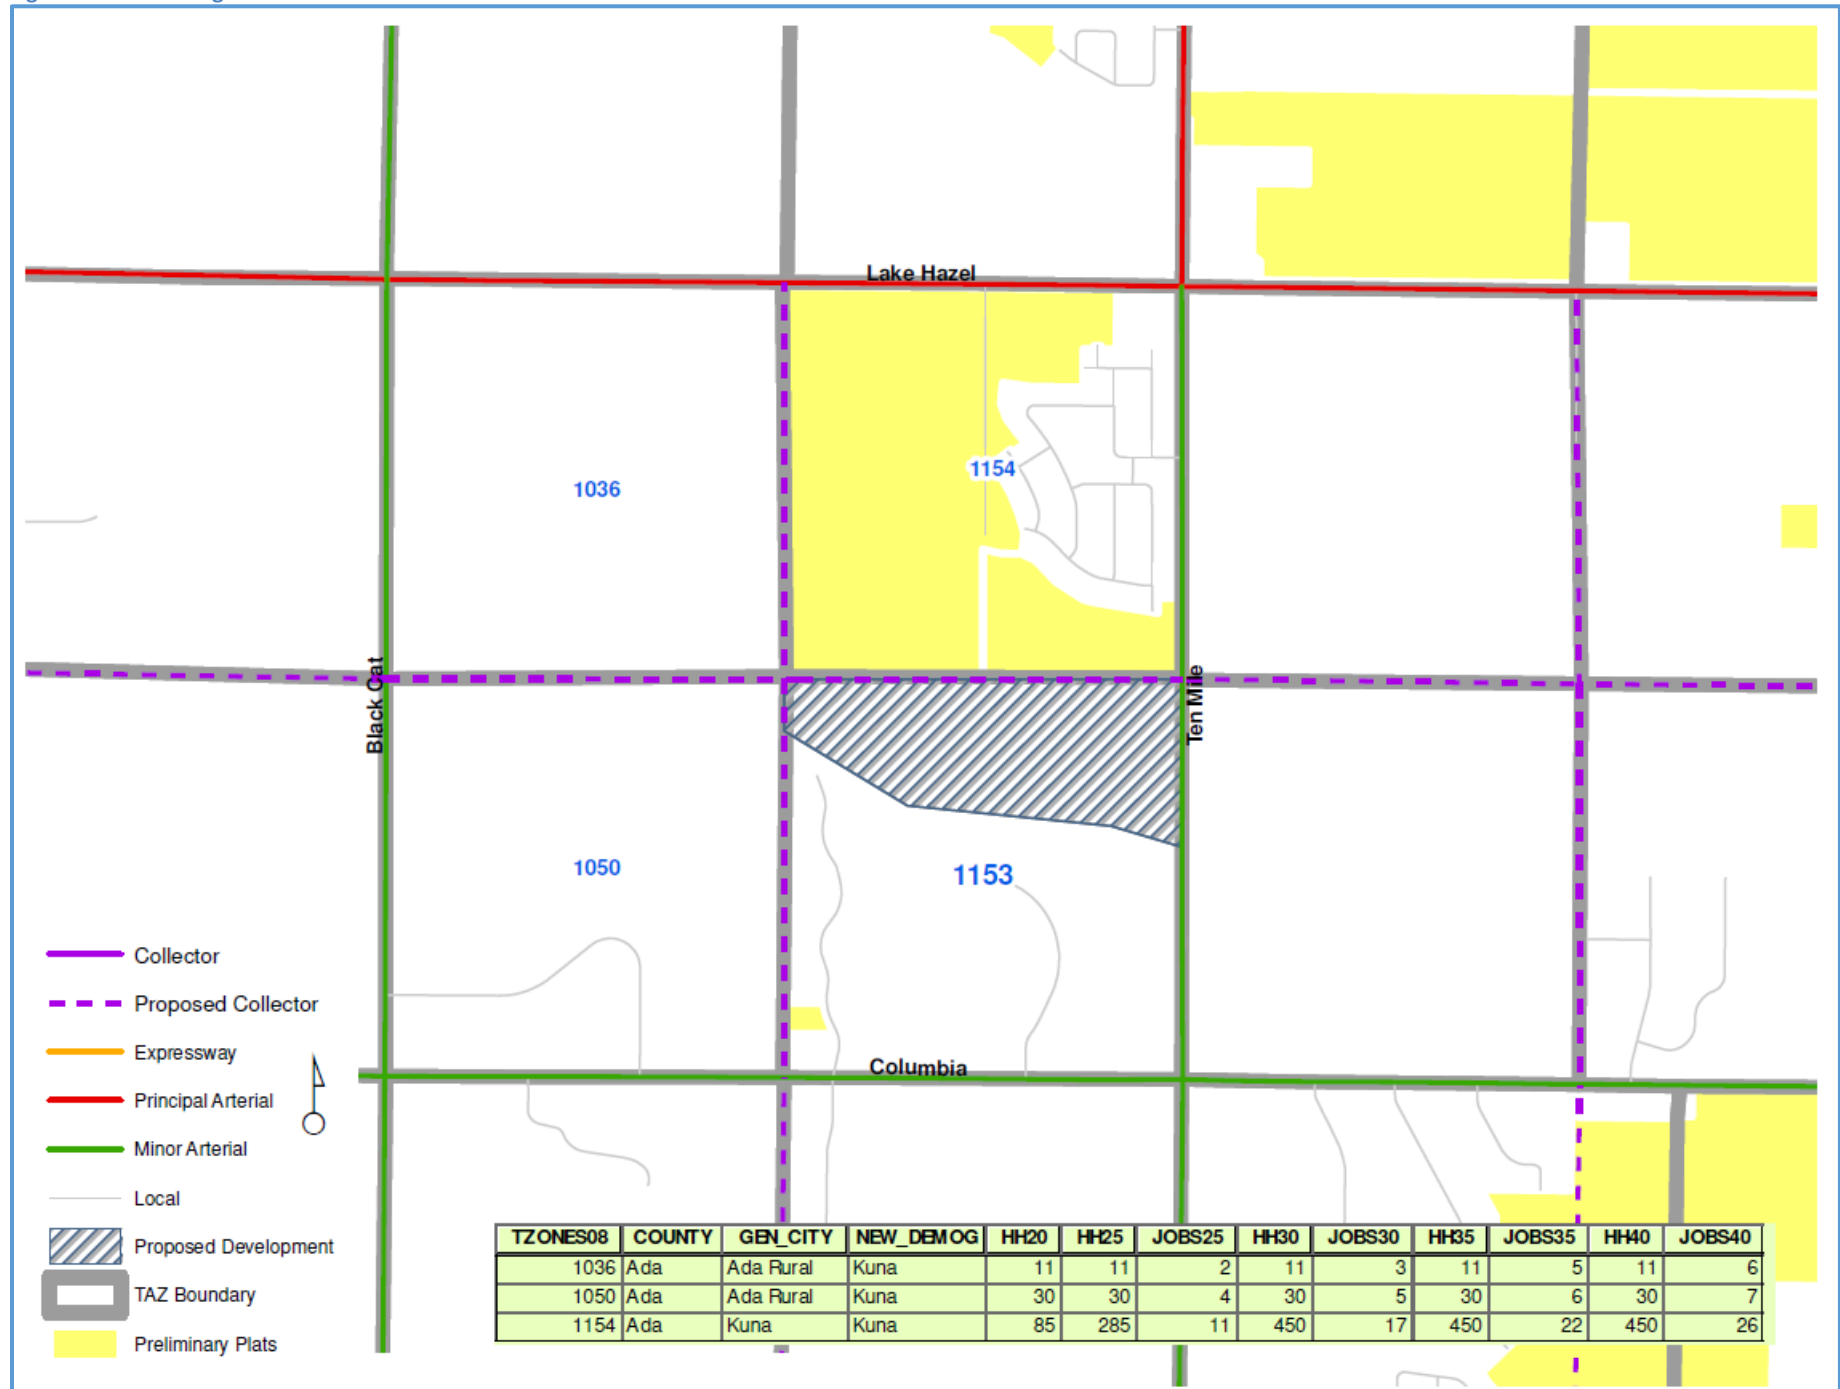 Lake Hazel
1154
1036
Black Cat
Ten Mile
1050
1153
Columbia
Collector
Proposed Collector
Expressway
Principal Arterial
Minor Arterial
Local
Proposed Development
TAZ Boundary
Preliminary Plats
TZONES08 COUNTY GEN_CITY NEW_DEMOG HH20 HH25 JOBS25 HH30 JOBS30 HH35 JOBS35 HH40 JOBS40
1036 Ada Ada Rural Kuna 11 11 2 11 3 11 5 11 6
1050 Ada Ada Rural Kuna 30 30 4 30 5 30 6 30 7
1154 Ada Kuna Kuna 85 285 11 450 17 450 22 450 26